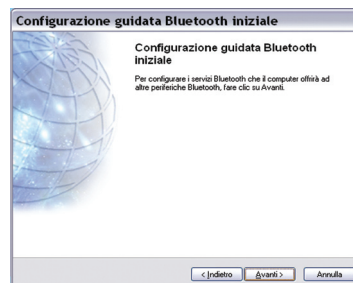 Configurazione guidata Bluetooth iniziale
Configurazione guidata Bluetooth
iniziale
Per configurare i servizi Bluetooth che il computer offrirà ad
altre periferiche Bluetooth, fare clic su Avanti.
< Indietro
Avanti >
Annulla